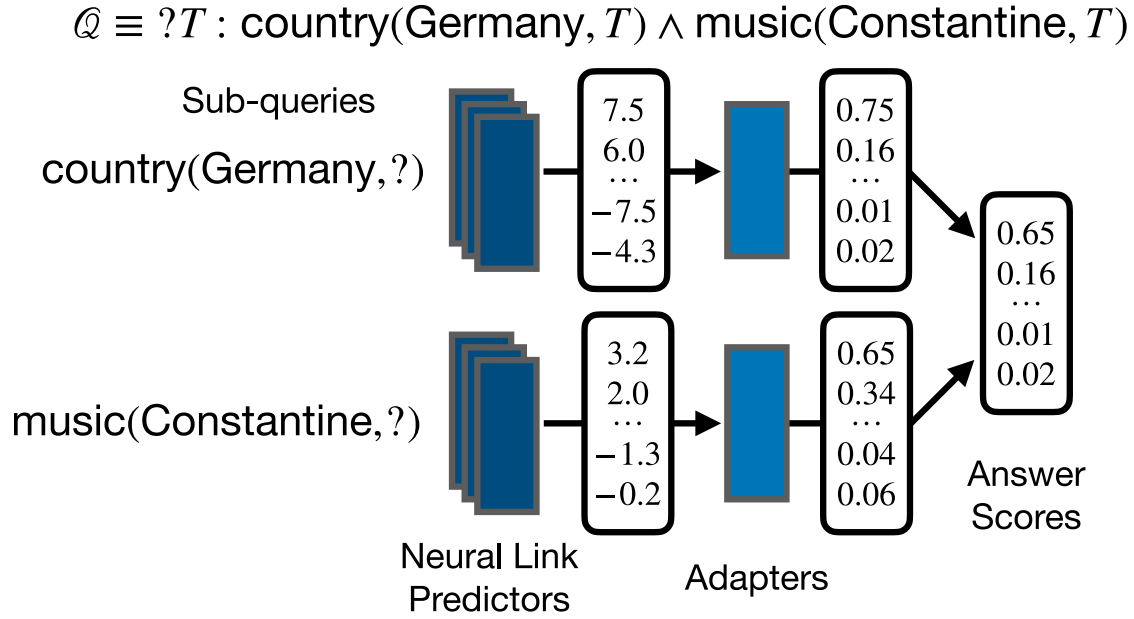 𝒬 ≡ ?T : country(Germany, T) ∧ music(Constantine, T)
Sub-queries
country(Germany,?)
7.5
6.0
...
−7.5
−4.3
0.75
0.16
...
0.01
0.02
music(Constantine,?)
3.2
2.0
...
−1.3
−0.2
0.65
0.34
...
0.04
0.06
0.65
0.16
...
0.01
0.02
Neural Link
Predictors
Adapters
Answer
Scores